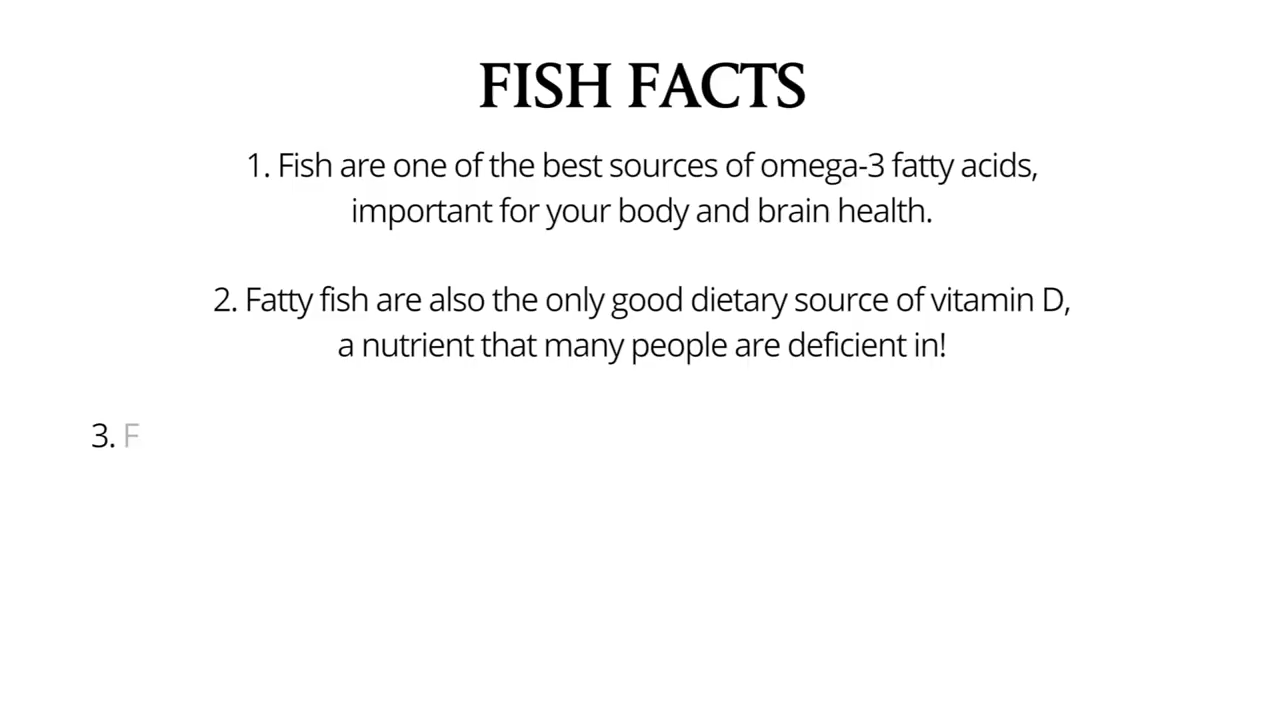 FISH FACTS
1. Fish are one of the best sources of omega-3 fatty acids,
important for your body and brain health.
2. Fatty fish are also the only good dietary source of vitamin D,
a nutrient that many people are deficient in!
3. F